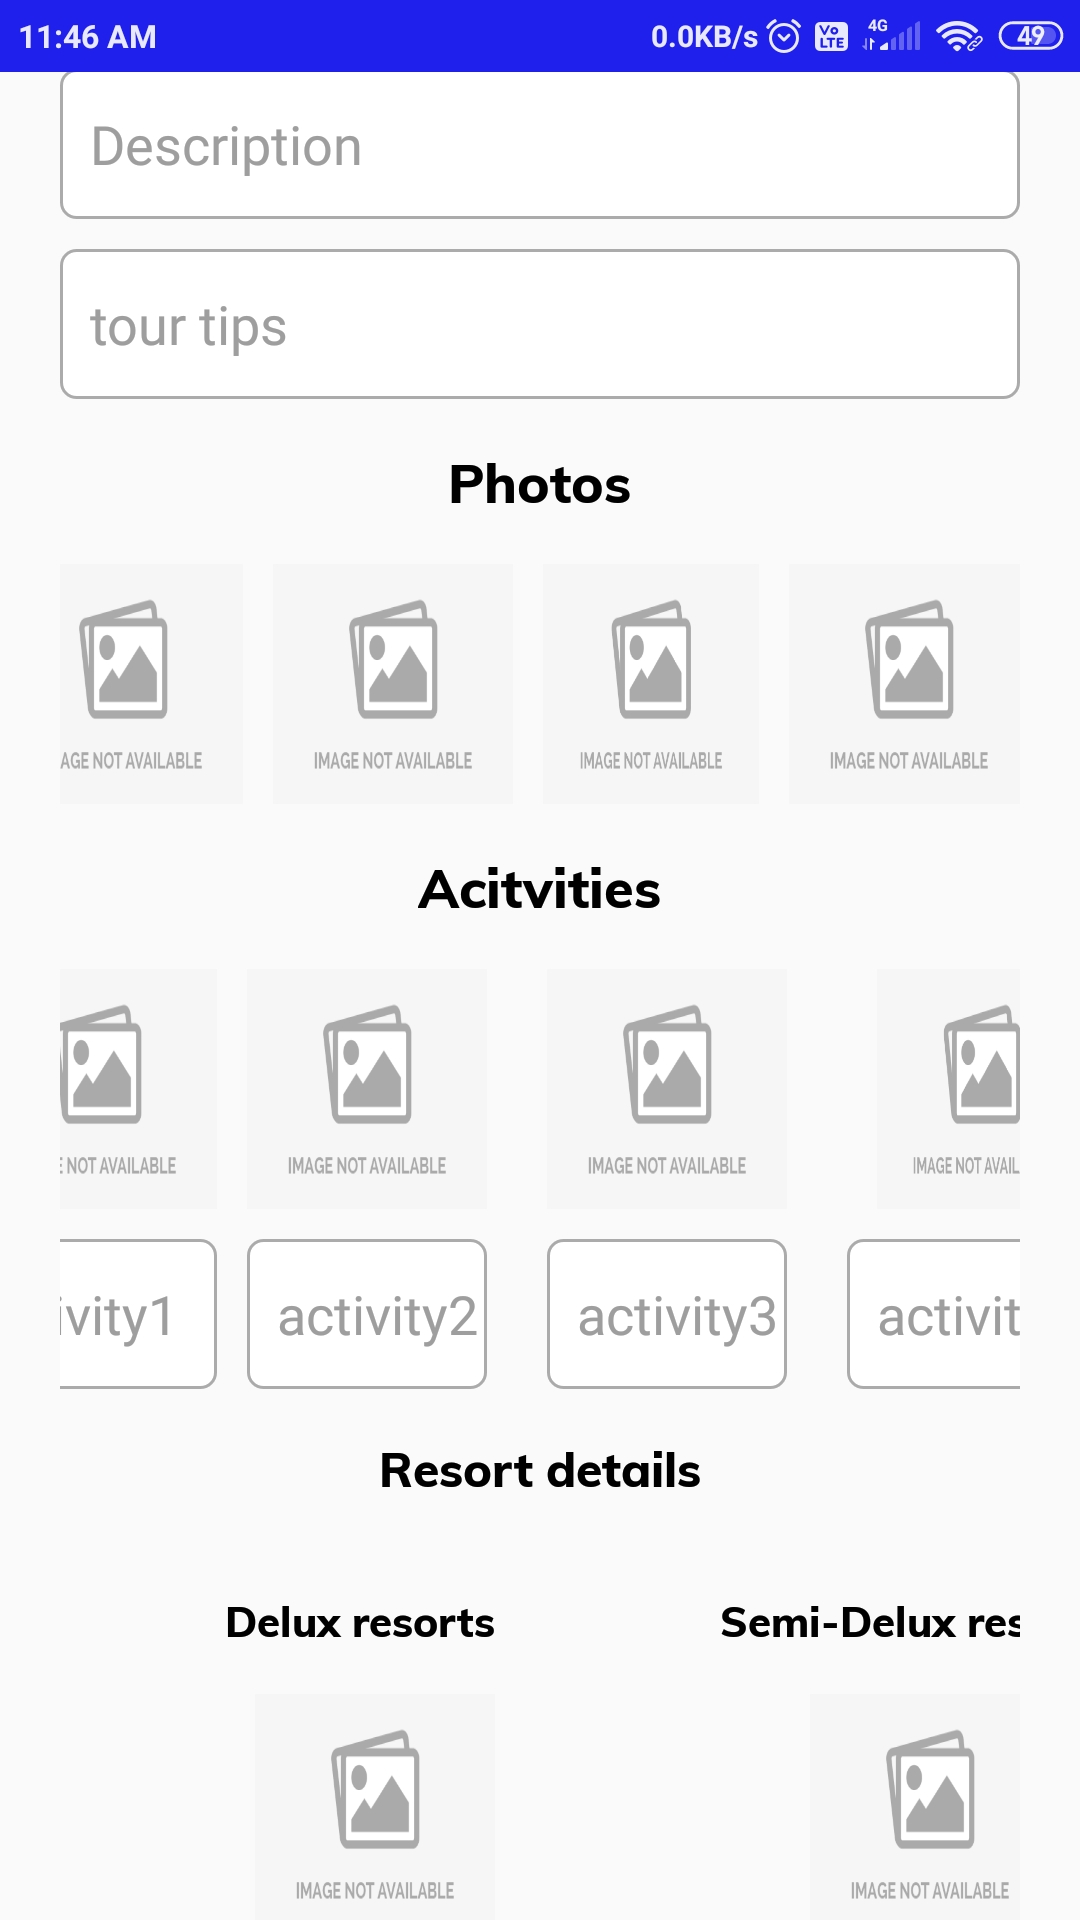 11:46 AM 0.0KB/s Vo LTE 4G 49
Description
tour tips
Photos
AGE NOT AVAILABLE IMAGE NOT AVAILABLE IMAGE NOT AVAILABLE IMAGE NOT AVAILABLE
Acitvities
E NOT AVAILABLE IMAGE NOT AVAILABLE IMAGE NOT AVAILABLE IMAGE NOT AVAIL
ivity1 activity2 activity3 activit
Resort details
Delux resorts Semi-Delux res
IMAGE NOT AVAILABLE IMAGE NOT AVAILABLE